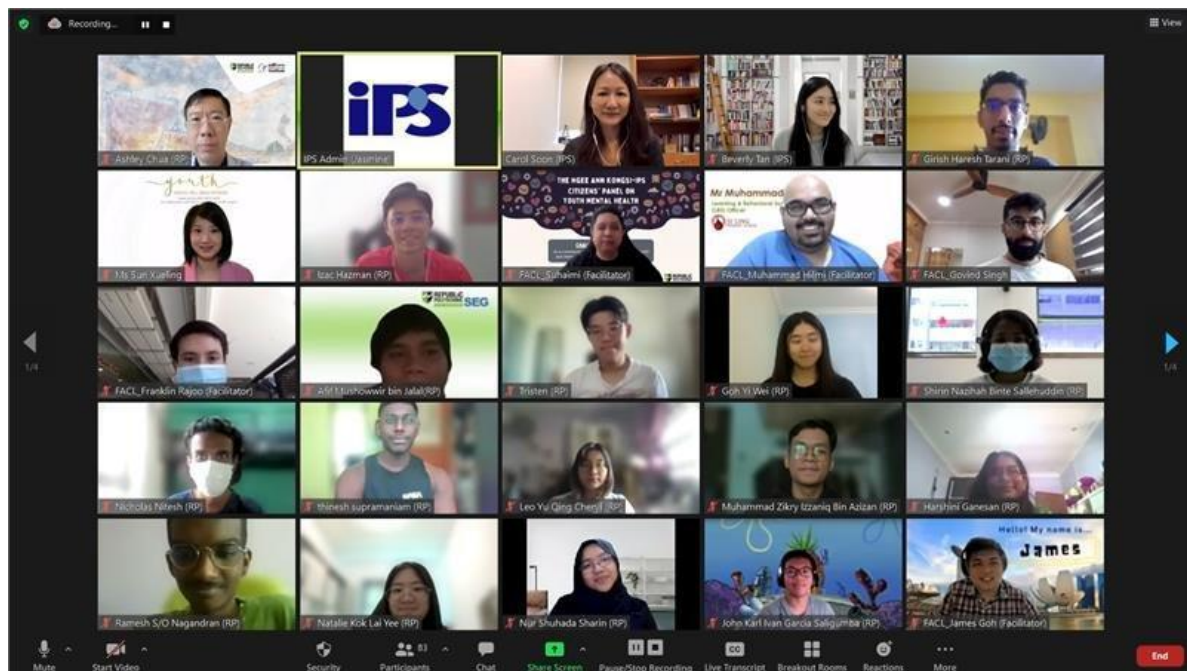 Recording...
View
Ashley Chua (RP)
iPS
IPS Admin (Jasmine)
Carol Soon (IPS)
Beverly Tan (IPS)
Girish Haresh Tarani (RP)
youth
Ms Sun Xueling
Izac Hazman (RP)
THE NGEE ANN KONGSI-IPS
CITIZENS' PANEL ON
YOUTH MENTAL HEALTH
FACL_Suhaimi (Facilitator)
Mr Muhammad
FACL_Muhammad Hilmi (Facilitator)
FACL_Govind Singh
FACL_Franklin Rajoo (Facilitator)
REPUBLIC
POLYTECHNIC
SEG
Afif Mushowwir bin Jalal(RP)
Tristen (RP)
Goh Yi Wei (RP)
Shirin Nazihah Binte Sallehuddin (RP)
1/4
1/4
Nicholas Nitesh (RP)
thinesh supramaniam (RP)
Leo Yu Qing Cheryl (RP)
Muhammad Zikry Izzaniq Bin Azizan (RP)
Harshini Ganesan (RP)
Ramesh S/O Nagandran (RP)
Natalie Kok Lai Yee (RP)
Nur Shuhada Sharin (RP)
John Karl Ivan Garcia Saligumba (RP)
Hello! My name is...
James
FACL_James Goh (Facilitator)
Mute
Start Video
Security
Participants
83
Chat
Share Screen
Pause/Stop Recording
CC
Live Transcript
Breakout Rooms
Reactions
More
End